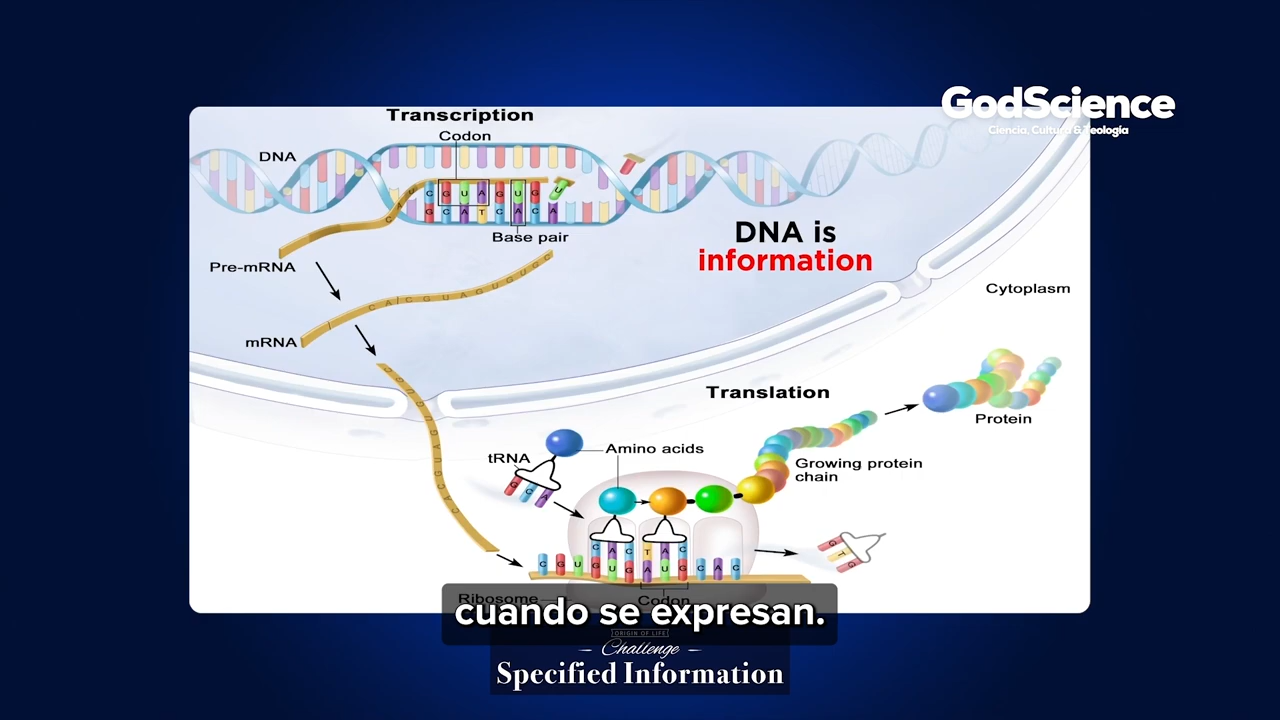 GodScience
Ciencia, Cultura & Teología
Transcription
Codon
DNA
C G U A G U G U
G C A T C A C A
Base pair
DNA is
information
Pre-mRNA
Cytoplasm
C A C G U A G U G U G
mRNA
Translation
Protein
Amino acids
tRNA
Growing protein
chain
G C A
C A C T A C
G T G
C G U G U G A U G C A C
Ribosome
Codon
cuando se expresan.
ORIGIN OF LIFE
Challenge
Specified Information